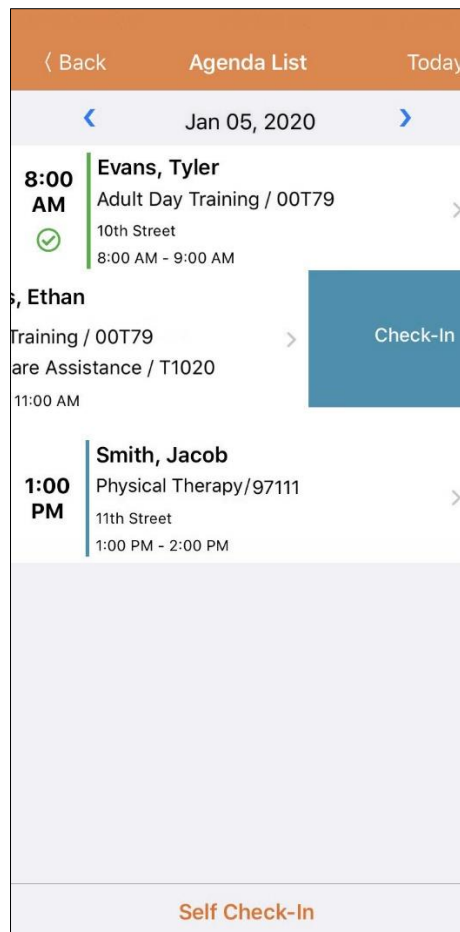 Back Agenda List Today
Jan 05, 2020
8:00 AM
Evans, Tyler
Adult Day Training / 00T79
10th Street
8:00 AM - 9:00 AM
s, Ethan
Training / 00T79
are Assistance / T1020
11:00 AM
Check-In
1:00 PM
Smith, Jacob
Physical Therapy/97111
11th Street
1:00 PM - 2:00 PM
Self Check-In